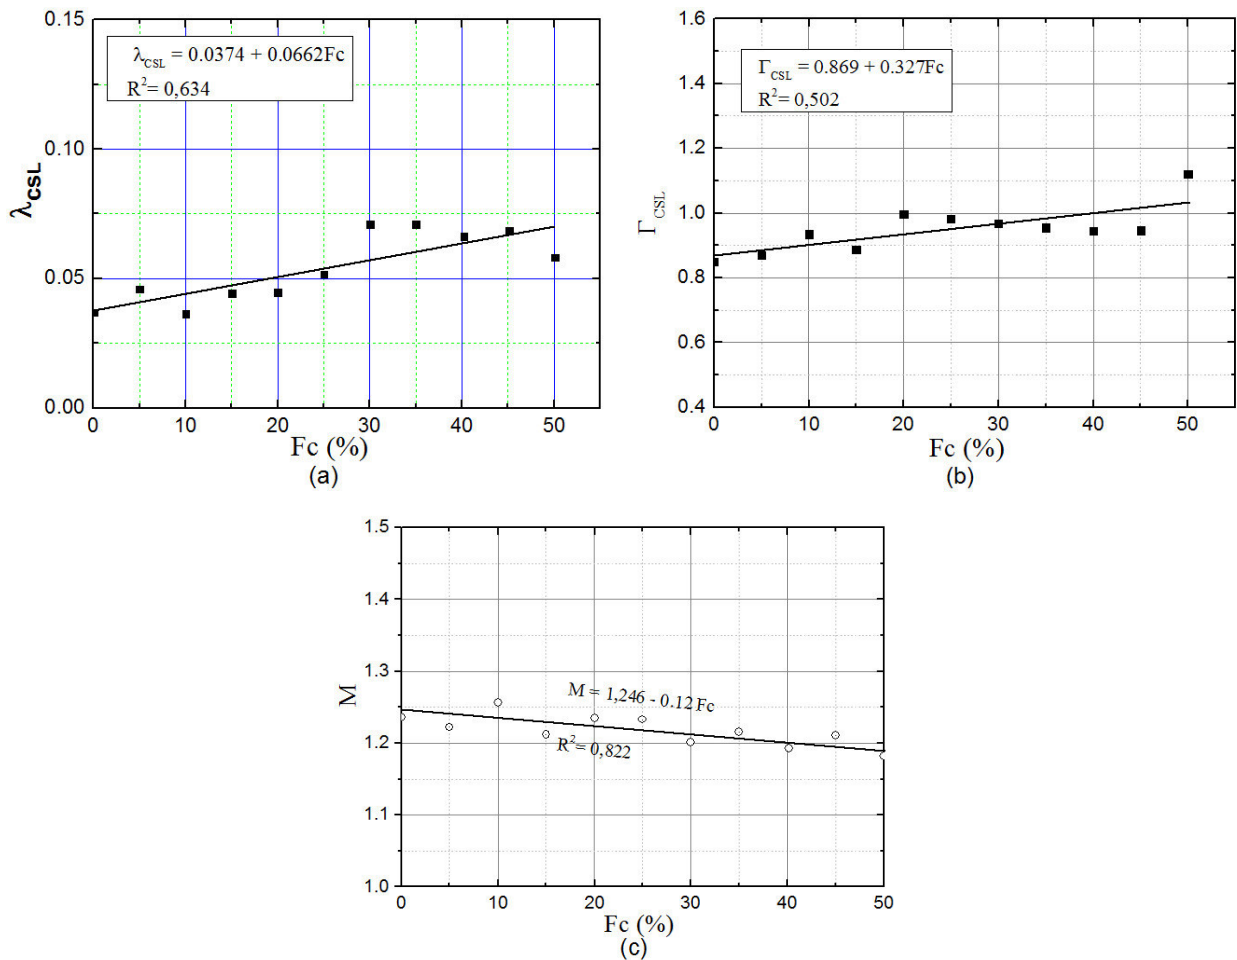 0.15
0.10
0.05
0.00
λCSL
λCSL = 0.0374 + 0.0662Fc
R²= 0,634
0 10 20 30 40 50
Fc (%)
(a)
1.6
1.4
1.2
1.0
0.8
0.6
0.4
ΓCSL
ΓCSL = 0.869 + 0.327Fc
R²= 0,502
0 10 20 30 40 50
Fc (%)
(b)
1.5
1.4
1.3
1.2
1.1
1.0
M
M = 1,246 - 0.12 Fc
R²= 0,822
0 10 20 30 40 50
Fc (%)
(c)